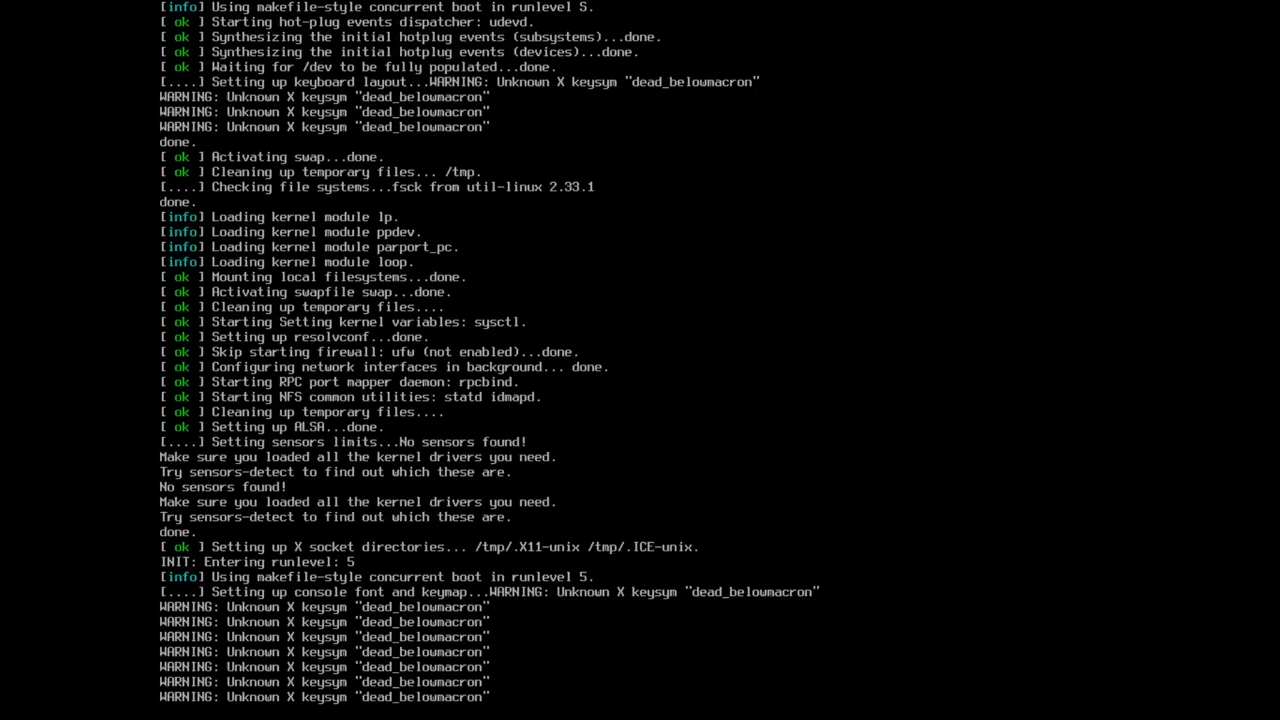 [info] Using makefile-style concurrent boot in runlevel S.
[ ok ] Starting hot-plug events dispatcher: udevd.
[ ok ] Synthesizing the initial hotplug events (subsystems)...done.
[ ok ] Synthesizing the initial hotplug events (devices)...done.
[ ok ] Waiting for /dev to be fully populated...done.
[....] Setting up keyboard layout...WARNING: Unknown X keysym "dead_belowmacron"
WARNING: Unknown X keysym "dead_belowmacron"
WARNING: Unknown X keysym "dead_belowmacron"
WARNING: Unknown X keysym "dead_belowmacron"
done.
[ ok ] Activating swap...done.
[ ok ] Cleaning up temporary files... /tmp.
[....] Checking file systems...fsck from util-linux 2.33.1
done.
[info] Loading kernel module lp.
[info] Loading kernel module ppdev.
[info] Loading kernel module parport_pc.
[info] Loading kernel module loop.
[ ok ] Mounting local filesystems...done.
[ ok ] Activating swapfile swap...done.
[ ok ] Cleaning up temporary files....
[ ok ] Starting Setting kernel variables: sysctl.
[ ok ] Setting up resolvconf...done.
[ ok ] Skip starting firewall: ufw (not enabled)...done.
[ ok ] Configuring network interfaces in background... done.
[ ok ] Starting RPC port mapper daemon: rpcbind.
[ ok ] Starting NFS common utilities: statd idmapd.
[ ok ] Cleaning up temporary files....
[ ok ] Setting up ALSA...done.
[....] Setting sensors limits...No sensors found!
Make sure you loaded all the kernel drivers you need.
Try sensors-detect to find out which these are.
No sensors found!
Make sure you loaded all the kernel drivers you need.
Try sensors-detect to find out which these are.
done.
[ ok ] Setting up X socket directories... /tmp/.X11-unix /tmp/.ICE-unix.
INIT: Entering runlevel: 5
[info] Using makefile-style concurrent boot in runlevel 5.
[....] Setting up console font and keymap...WARNING: Unknown X keysym "dead_belowmacron"
WARNING: Unknown X keysym "dead_belowmacron"
WARNING: Unknown X keysym "dead_belowmacron"
WARNING: Unknown X keysym "dead_belowmacron"
WARNING: Unknown X keysym "dead_belowmacron"
WARNING: Unknown X keysym "dead_belowmacron"
WARNING: Unknown X keysym "dead_belowmacron"
WARNING: Unknown X keysym "dead_belowmacron"